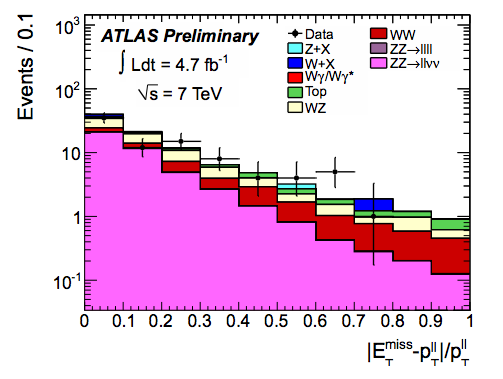 ATLAS Preliminary
∫ Ldt = 4.7 fb⁻¹
√s = 7 TeV
Data
Z+X
W+X
Wγ/Wγ*
Top
WZ
WW
ZZ→llll
ZZ→llνν
Events / 0.1
10³
10²
10
1
10⁻¹
0 0.1 0.2 0.3 0.4 0.5 0.6 0.7 0.8 0.9 1
|E_T^miss-p_T^ll|/p_T^ll